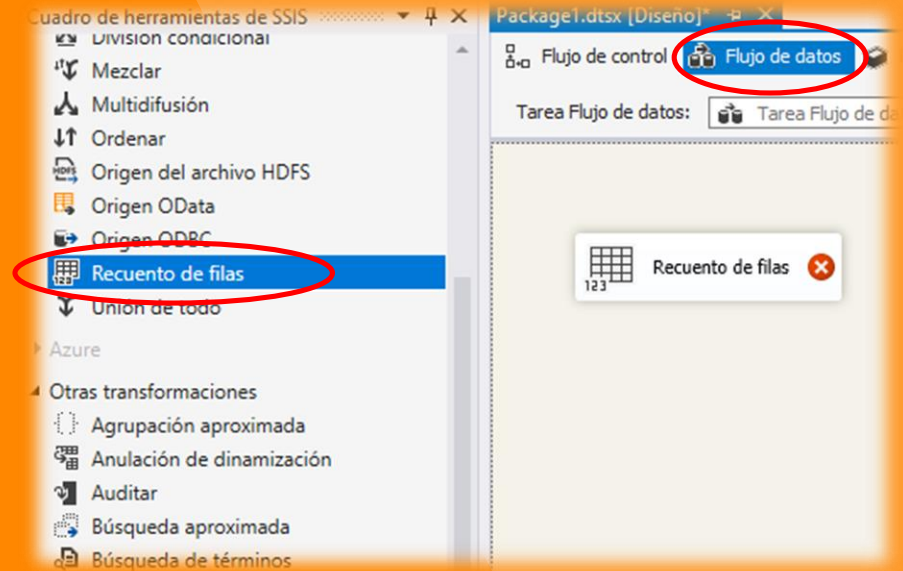 Cuadro de herramientas de SSIS
División condicional
Mezclar
Multidifusión
Ordenar
HDFS Origen del archivo HDFS
Origen OData
Origen ODBC
123 Recuento de filas
Unión de todo
Azure
Otras transformaciones
Agrupación aproximada
Anulación de dinamización
Auditar
Búsqueda aproximada
Búsqueda de términos
Package1.dtsx [Diseño]*
Flujo de control Flujo de datos
Tarea Flujo de datos: Tarea Flujo de da
123 Recuento de filas